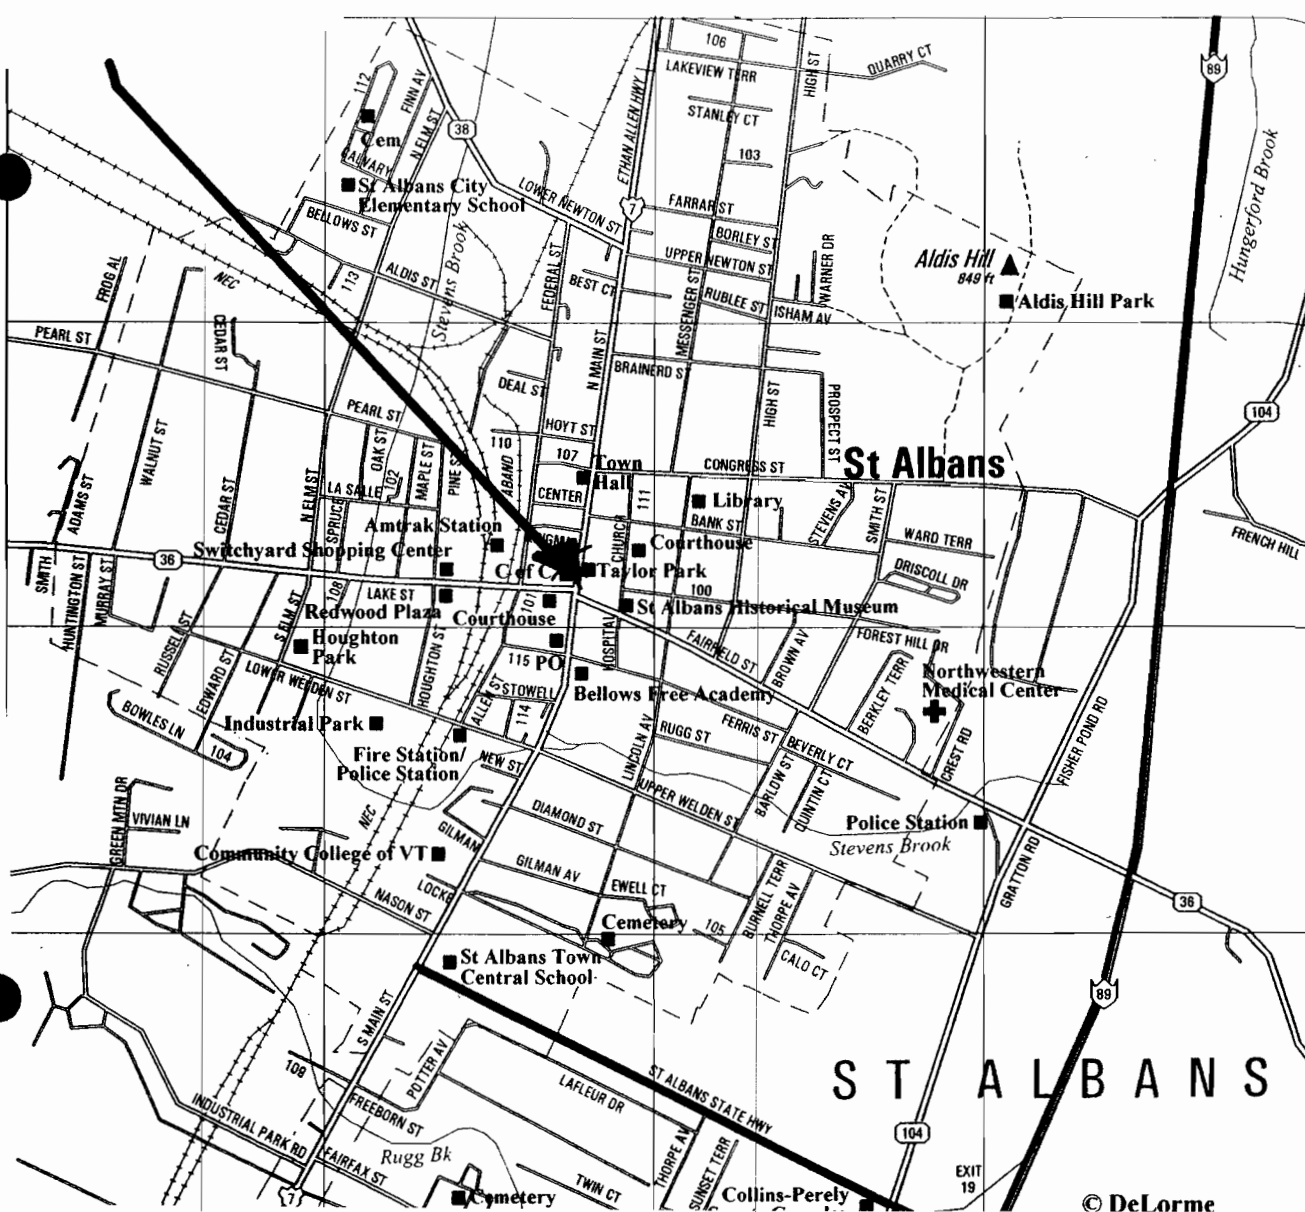 106
QUARRY CT
89
LAKEVIEW TERR
HIGH ST
112
FINN AV
ETHAN ALLEN HWY
STANLEY CT
38
Cem
N ELM ST
CALVARY
103
Hungerford Brook
St Albans City
Elementary School
LOWER NEWTON ST
7
FARRAR ST
BELLOWS ST
BORLEY ST
Stevens Brook
UPPER NEWTON ST
WARNER DR
Aldis Hill
849 ft
FROG AL
NEC
113
ALDIS ST
FEDERAL ST
BEST CT
MESSENGER ST
RUBLEE ST
ISHAM AV
Aldis Hill Park
PEARL ST
CEDAR ST
N MAIN ST
BRAINERD ST
DEAL ST
HIGH ST
PROSPECT ST
104
PEARL ST
WALNUT ST
OAK ST
110
HOYT ST
107
Town
Hall
CONGRESS ST
St Albans
ADAMS ST
CEDAR ST
N ELM ST
LA SALLE
102
MAPLE ST
PINE S
ABAND
CENTER
111
Library
STEVENS AV
SMITH ST
SPRUCE
Amtrak Station
BANK ST
WARD TERR
FRENCH HILL
CHURCH
Courthouse
36
Switchyard Shopping Center
C of C
Taylor Park
DRISCOLL DR
SMITH
HUNTINGTON ST
MURRAY ST
108
LAKE ST
100
Redwood Plaza
101
Courthouse
St Albans Historical Museum
RUSSELL ST
S ELM ST
Houghton
Park
HOUGHTON ST
115
PO
HOSPITAL
FAIRFIELD ST
BROWN AV
FOREST HILL DR
EDWARD ST
LOWER WELDEN ST
STOWELL
ALLEN ST
Bellows Free Academy
BERKLEY TERR
Northwestern
Medical Center
BOWLES LN
104
Industrial Park
114
LINCOLN AV
RUGG ST
FERRIS ST
BEVERLY CT
CREST RD
FISHER POND RD
Fire Station/
Police Station
NEW ST
BARLOW ST
QUINTIN CT
UPPER WELDEN ST
GREEN MTN DR
VIVIAN LN
NEC
DIAMOND ST
Police Station
GILMAN
Stevens Brook
Community College of VT
GILMAN AV
GRATTON RD
LOCKE
EWELL CT
BURNELL TERR
THORPE AV
36
NASON ST
Cemetery
105
CALO CT
St Albans Town
Central School
89
S MAIN ST
108
POTTER AV
LAFLEUR DR
ST ALBANS STATE HWY
ST ALBANS
FREEBORN ST
INDUSTRIAL PARK RD
104
FAIRFAX ST
Rugg Bk
THORPE AV
SUNSET TERR
EXIT
19
7
Cemetery
TWIN CT
Collins-Perely
© DeLorme